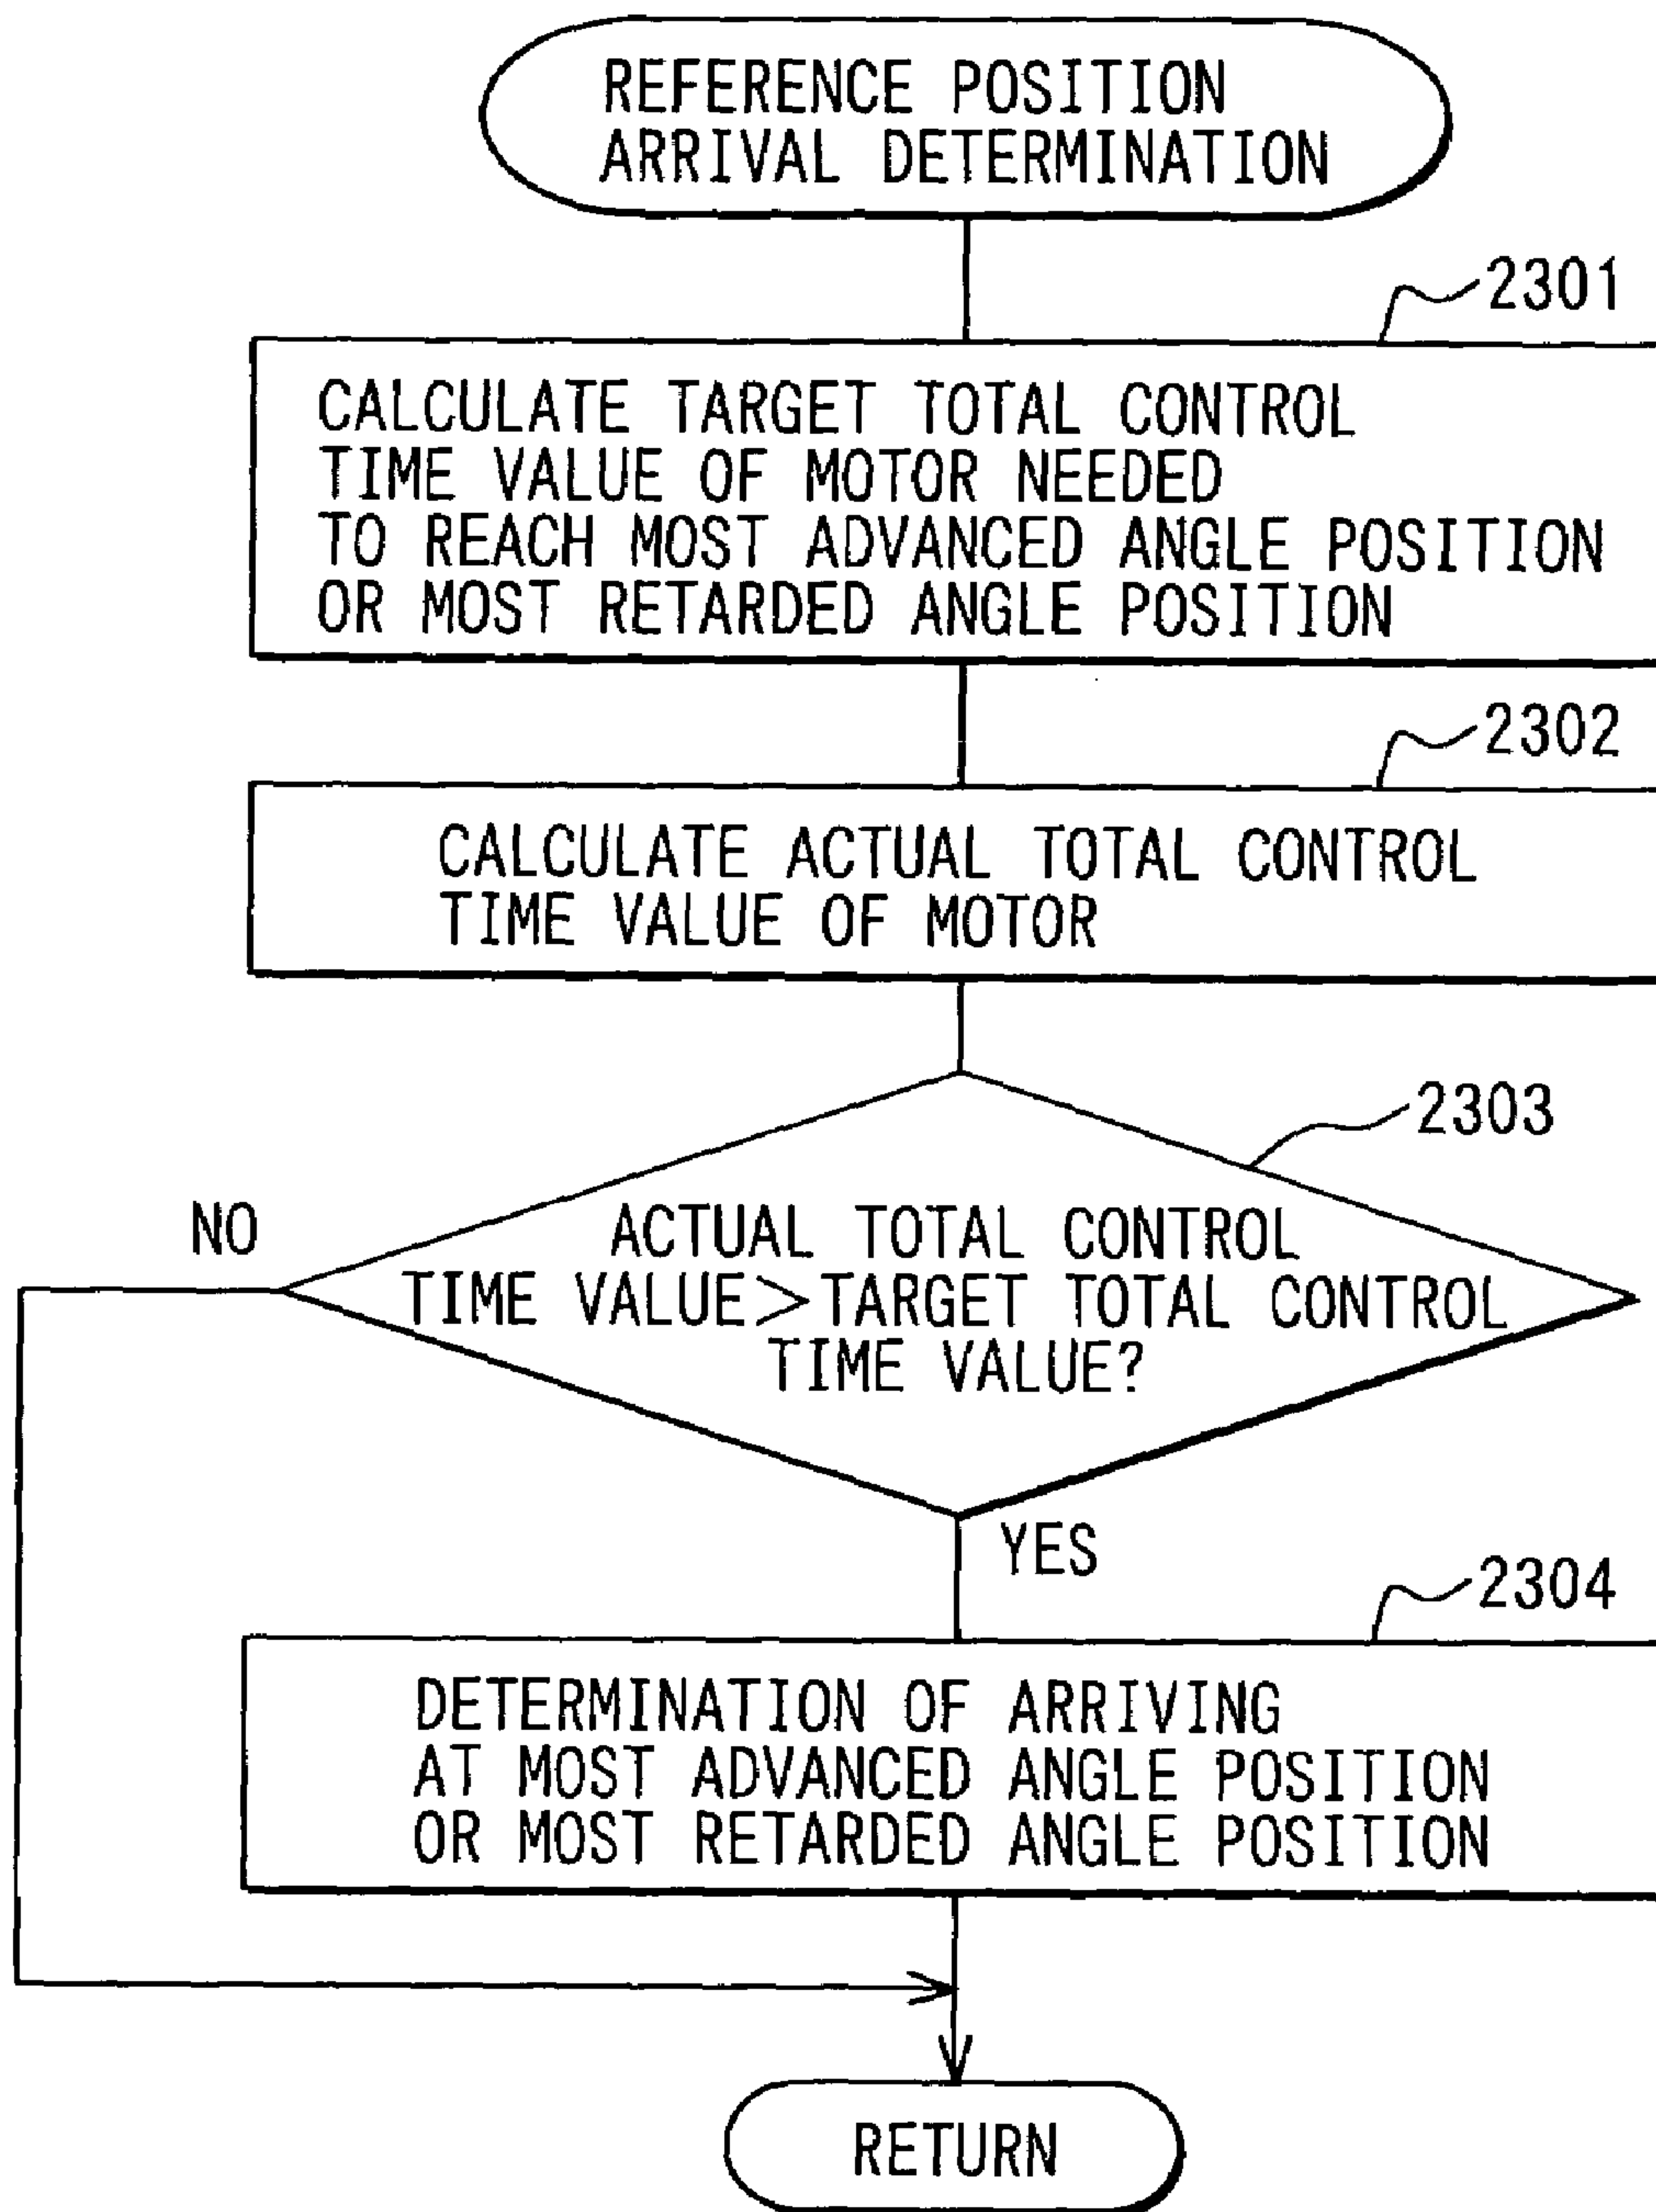 REFERENCE POSITION
ARRIVAL DETERMINATION
2301
CALCULATE TARGET TOTAL CONTROL
TIME VALUE OF MOTOR NEEDED
TO REACH MOST ADVANCED ANGLE POSITION
OR MOST RETARDED ANGLE POSITION
2302
CALCULATE ACTUAL TOTAL CONTROL
TIME VALUE OF MOTOR
2303
NO
ACTUAL TOTAL CONTROL
TIME VALUE>TARGET TOTAL CONTROL
TIME VALUE?
YES
2304
DETERMINATION OF ARRIVING
AT MOST ADVANCED ANGLE POSITION
OR MOST RETARDED ANGLE POSITION
RETURN